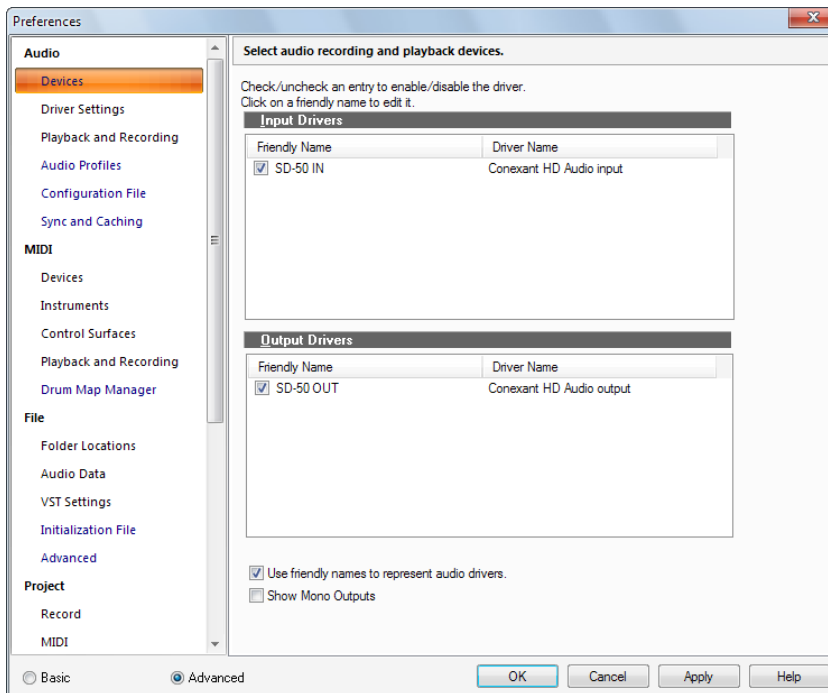 Preferences
Audio
Devices
Driver Settings
Playback and Recording
Audio Profiles
Configuration File
Sync and Caching
MIDI
Devices
Instruments
Control Surfaces
Playback and Recording
Drum Map Manager
File
Folder Locations
Audio Data
VST Settings
Initialization File
Advanced
Project
Record
MIDI
Basic
Advanced
Select audio recording and playback devices.
Check/uncheck an entry to enable/disable the driver.
Click on a friendly name to edit it.
Input Drivers
Friendly Name Driver Name
SD-50 IN Conexant HD Audio input
Output Drivers
Friendly Name Driver Name
SD-50 OUT Conexant HD Audio output
Use friendly names to represent audio drivers.
Show Mono Outputs
OK Cancel Apply Help